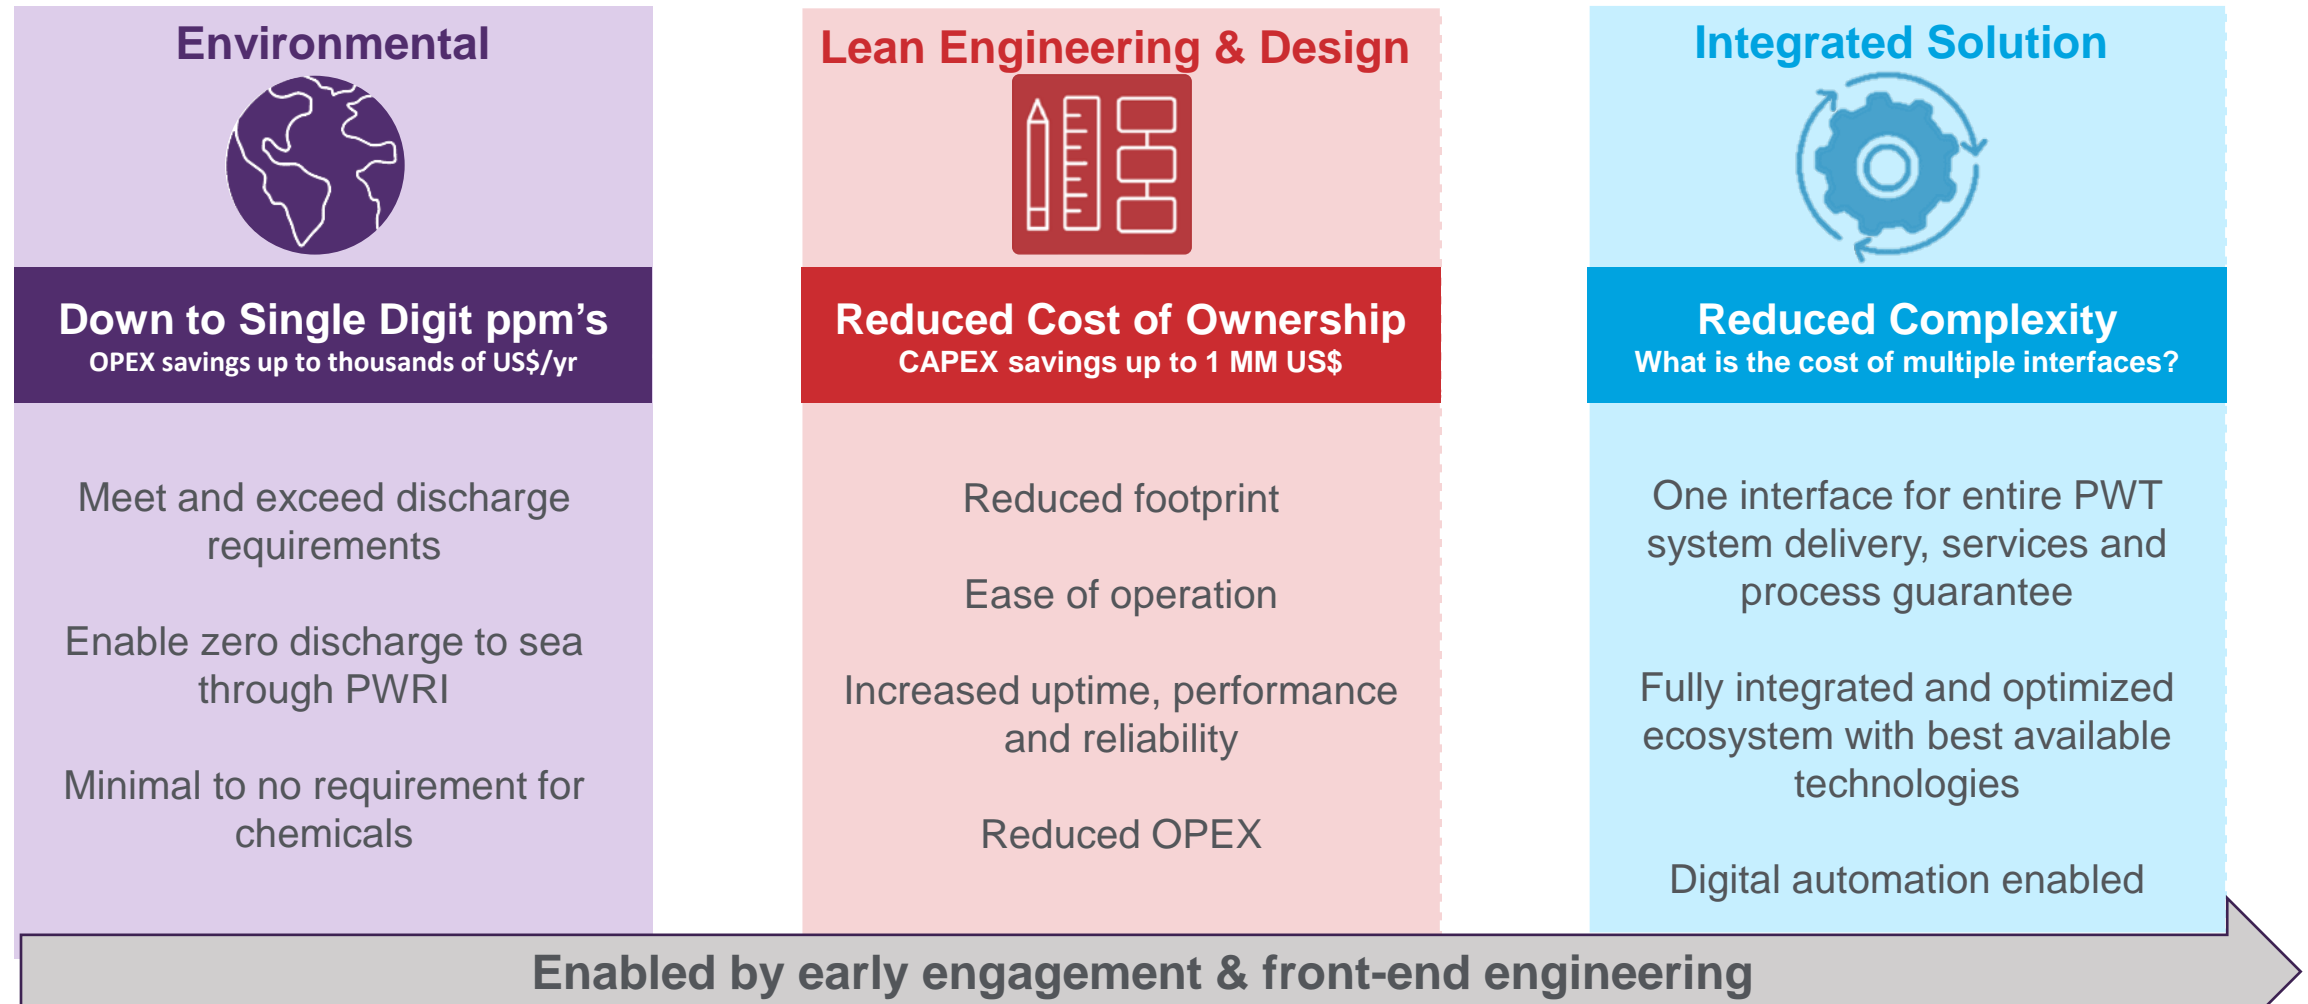 Environmental
Down to Single Digit ppm’s
OPEX savings up to thousands of US$/yr
Meet and exceed discharge
requirements
Enable zero discharge to sea
through PWRI
Minimal to no requirement for
chemicals
Lean Engineering & Design
Reduced Cost of Ownership
CAPEX savings up to 1 MM US$
Reduced footprint
Ease of operation
Increased uptime, performance
and reliability
Reduced OPEX
Integrated Solution
Reduced Complexity
What is the cost of multiple interfaces?
One interface for entire PWT
system delivery, services and
process guarantee
Fully integrated and optimized
ecosystem with best available
technologies
Digital automation enabled
Enabled by early engagement & front-end engineering